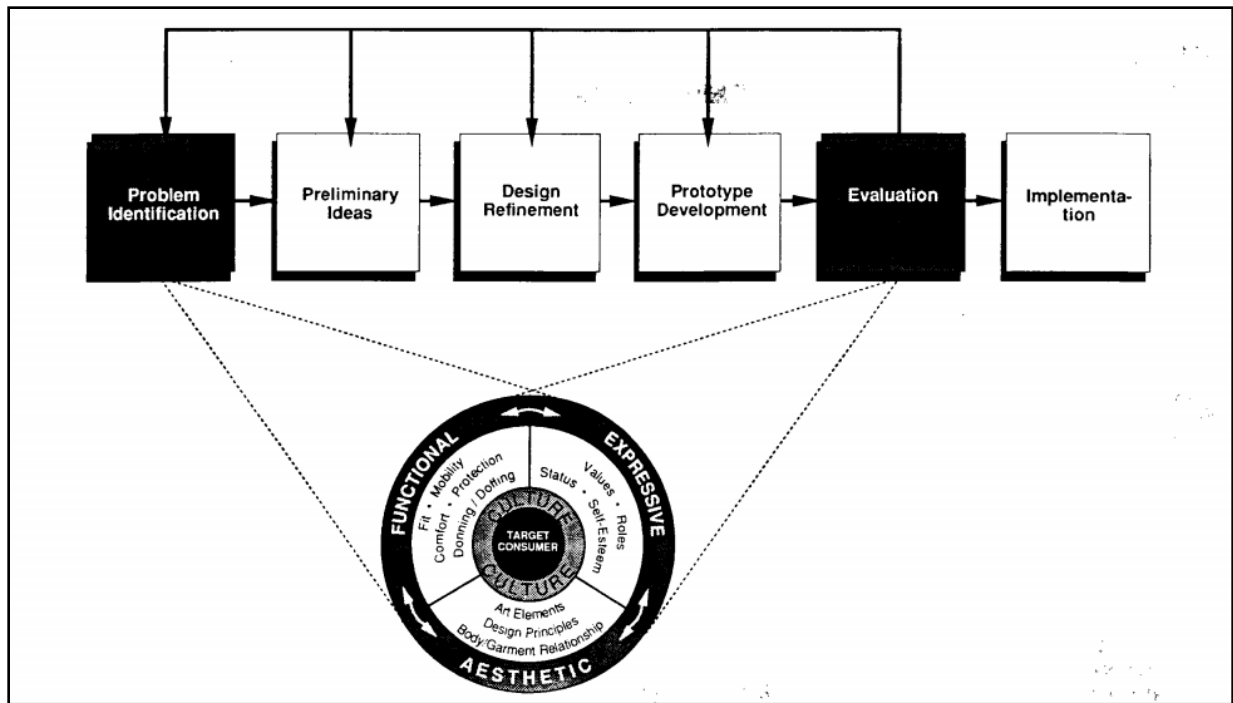 Problem
Identification
Preliminary
Ideas
Design
Refinement
Prototype
Development
Evaluation
Implementa-
tion
FUNCTIONAL
Fit • Mobility
Comfort • Protection
Donning / Doffing
EXPRESSIVE
Values • Roles
Status • Self-Esteem
CULTURE
TARGET
CONSUMER
CULTURE
Art Elements
Design Principles
Body/Garment Relationship
AESTHETIC